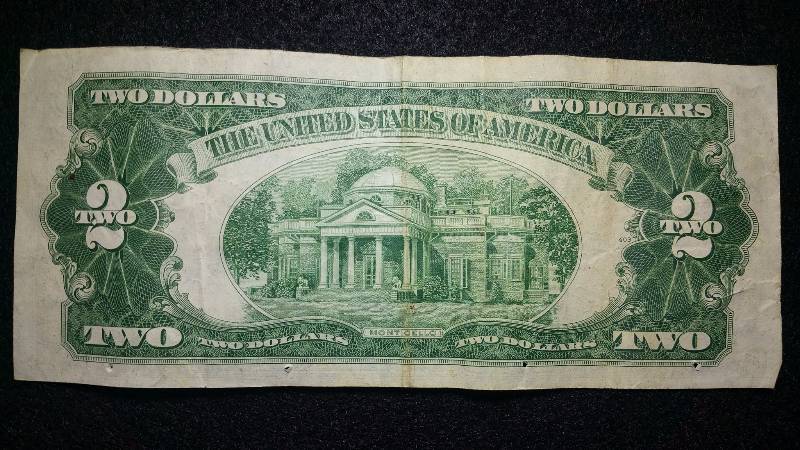 TWO DOLLARS TWO DOLLARS
THE UNITED STATES OF AMERICA
2 2
TWO TWO
403
MONTICELLO
TWO TWO DOLLARS TWO DOLLARS TWO